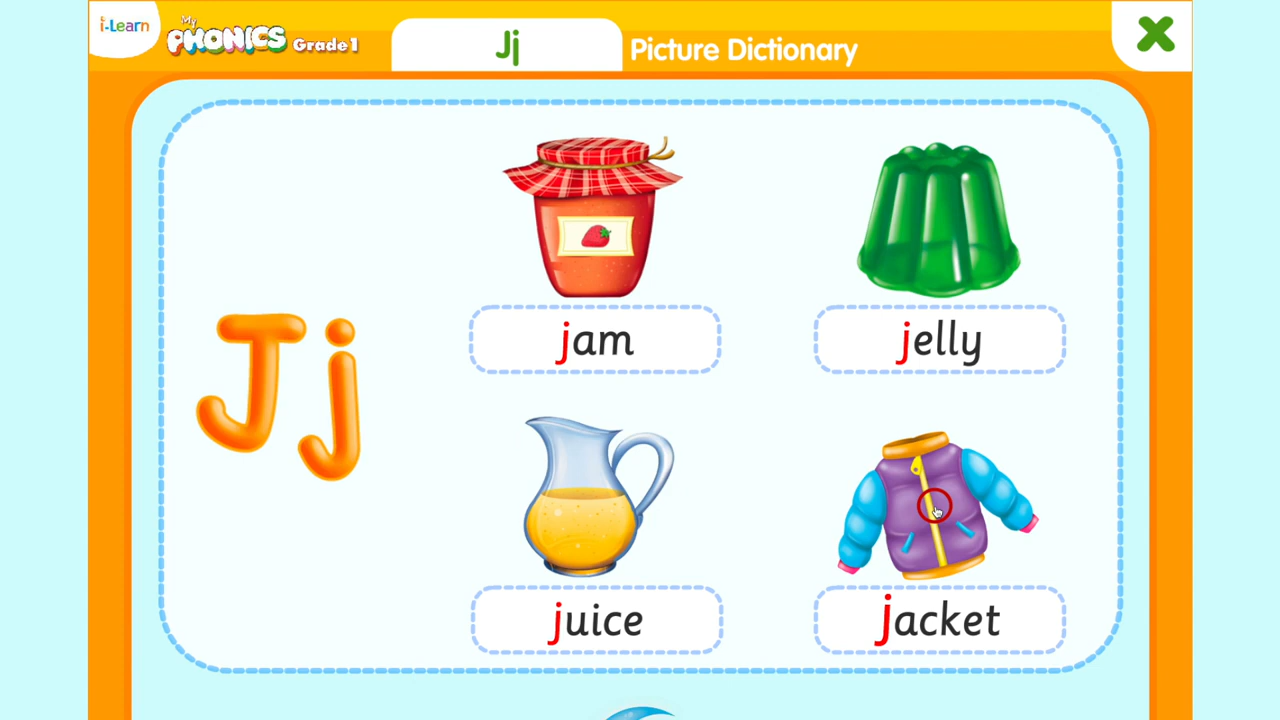 i-Learn
My
PHONICS Grade 1
Jj
Picture Dictionary
Jj
jam
jelly
juice
jacket